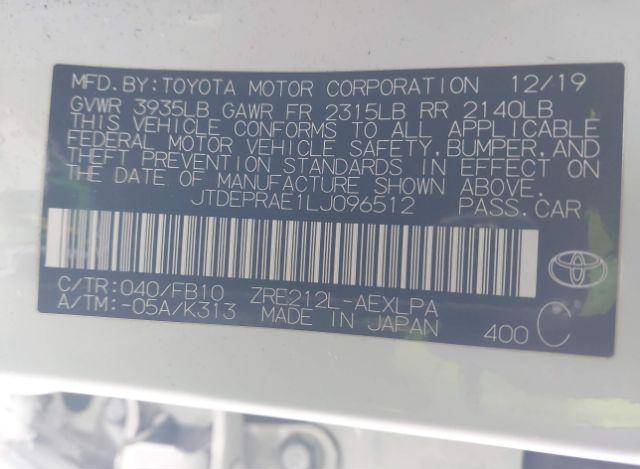 MFD.BY:TOYOTA MOTOR CORPORATION 12/19
GVWR 3935LB GAWR FR 2315LB RR 2140LB
THIS VEHICLE CONFORMS TO ALL APPLICABLE
FEDERAL MOTOR VEHICLE SAFETY,BUMPER,AND
THEFT PREVENTION STANDARDS IN EFFECT ON
THE DATE OF MANUFACTURE SHOWN ABOVE.
JTDEPRAE1LJ096512 PASS.CAR
C/TR:040/FB10 ZRE212L-AEXLPA
A/TM:-05A/K313 MADE IN JAPAN 400 C